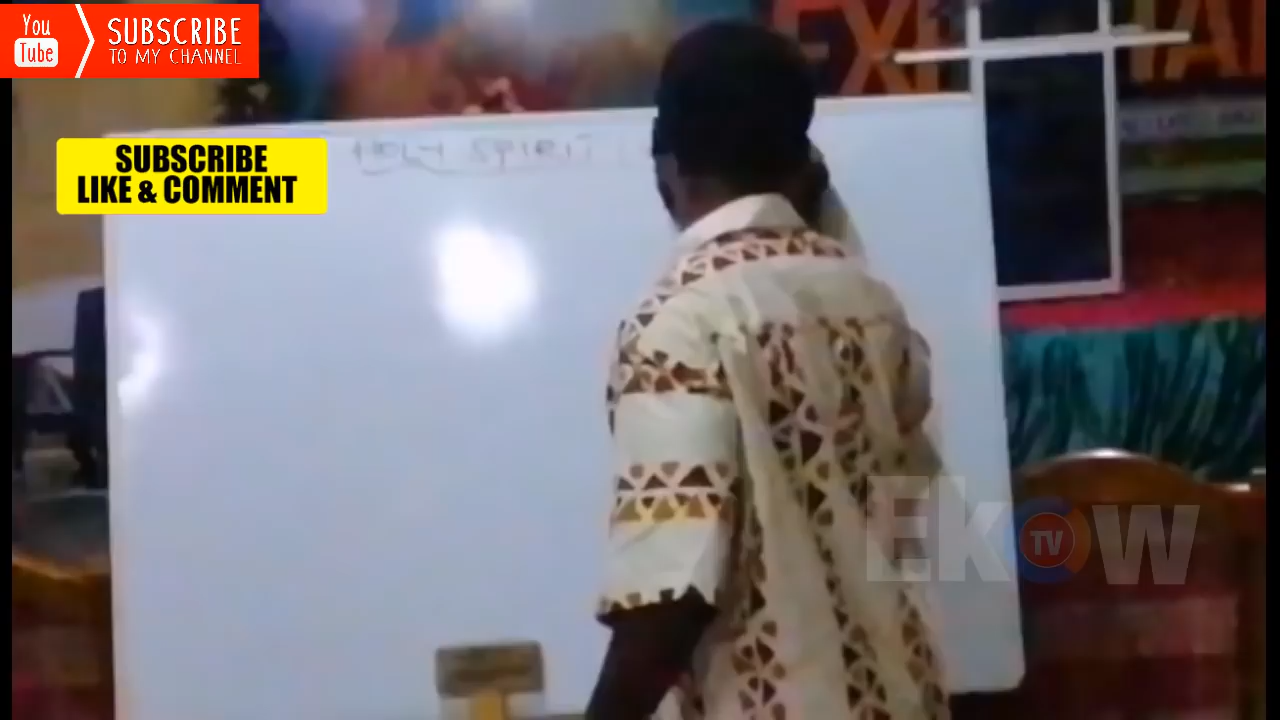 You
Tube
SUBSCRIBE
TO MY CHANNEL
SUBSCRIBE
LIKE & COMMENT
HOLY SPIRIT
Ekow
TV